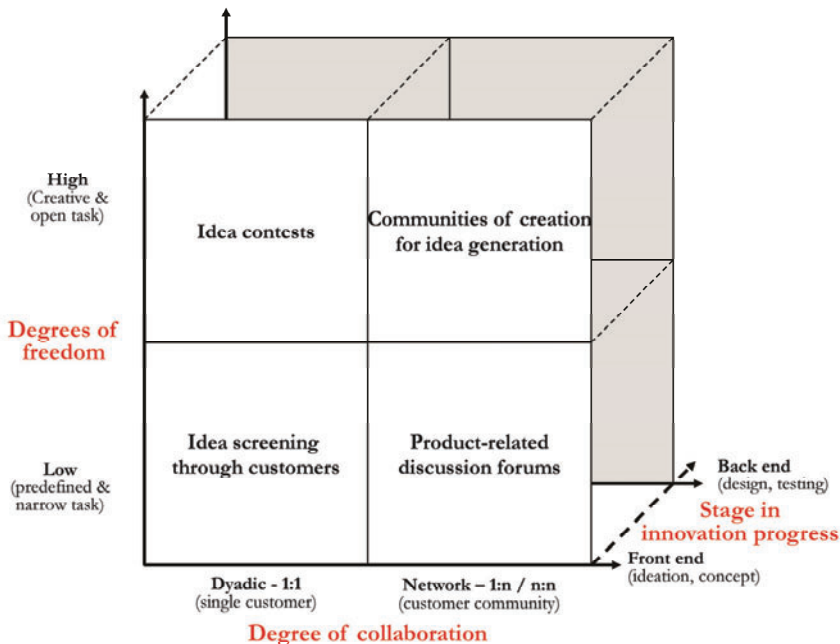 High
(Creative &
open task)
Idea contests
Communities of creation
for idea generation
Degrees of
freedom
Low
(predefined &
narrow task)
Idea screening
through customers
Product-related
discussion forums
Back end
(design, testing)
Stage in
innovation progress
Front end
(ideation, concept)
Dyadic - 1:1
(single customer)
Network – 1:n / n:n
(customer community)
Degree of collaboration